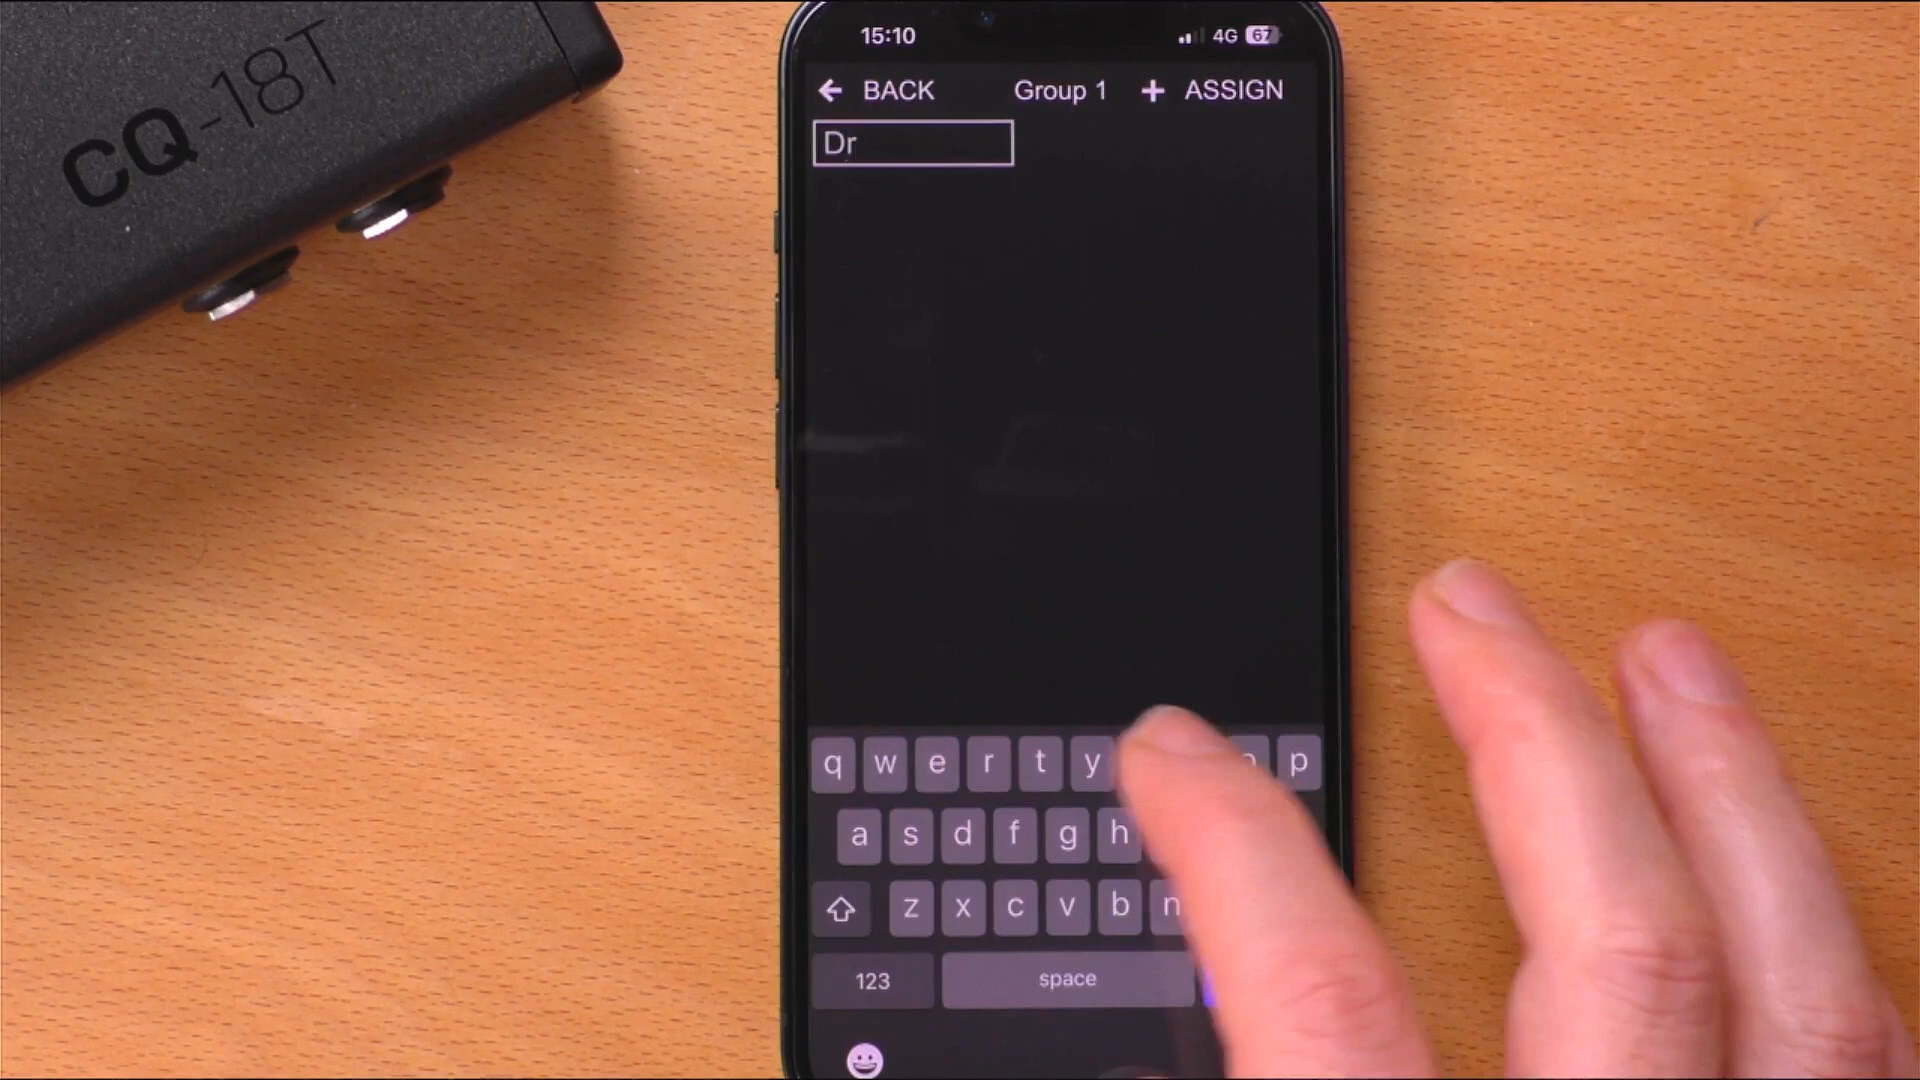 CQ-18T
15:10
4G 67
BACK Group 1 + ASSIGN
Dr
q w e r t y o p
a s d f g h
z x c v b n
123 space